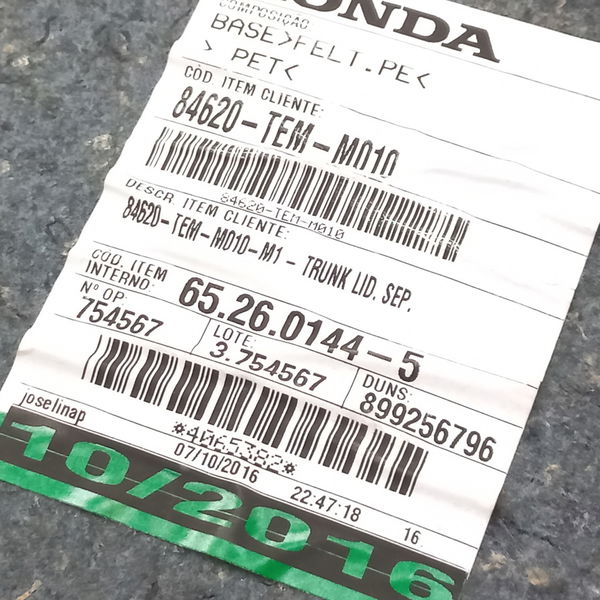 HONDA
COMPOSIÇÃO:
BASE>FELT.PE<
> PET<
CÓD. ITEM CLIENTE:
84620-TEM-M010
84620-TEM-M010
DESCR. ITEM CLIENTE:
84620-TEM-M010-M1 - TRUNK LID. SEP.
CÓD. ITEM
INTERNO:
65.26.0144-5
Nº OP:
754567
LOTE:
3.754567
DUNS:
899256796
*4065382*
joselinap
07/10/2016
22:47:18
16
10/2016